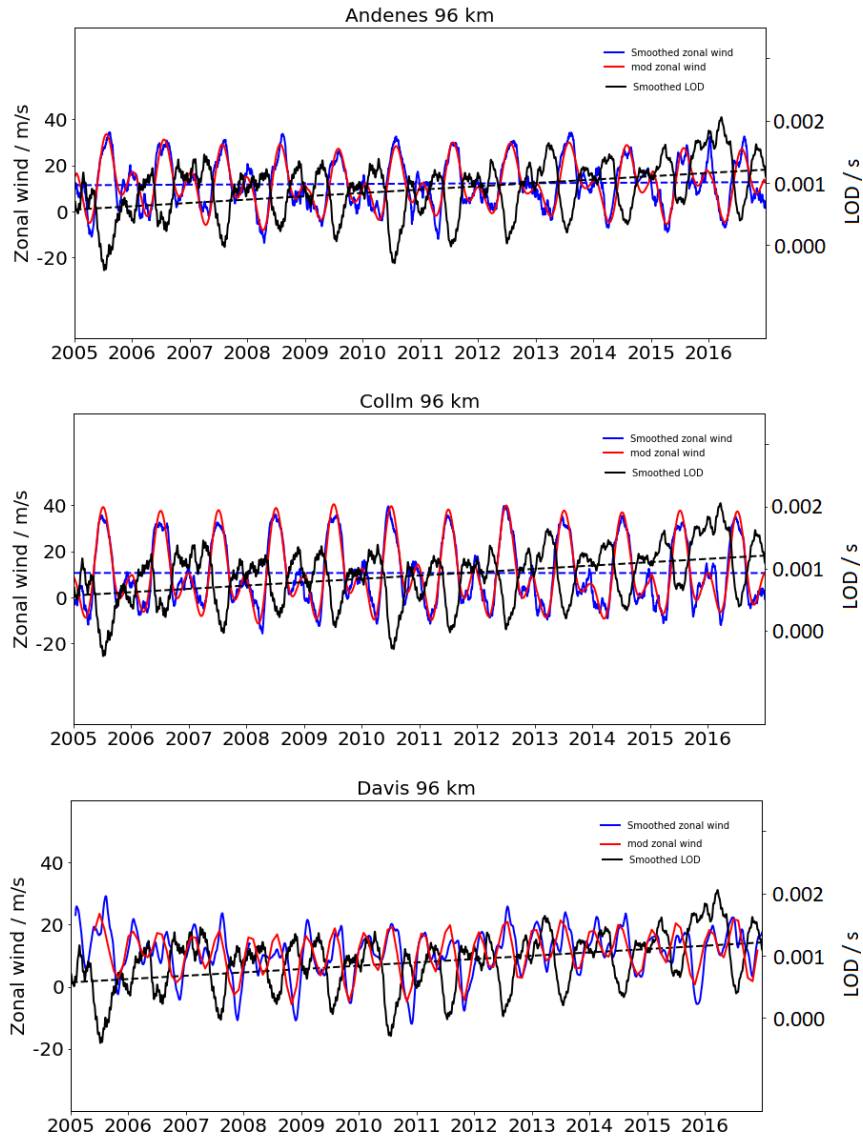 Andenes 96 km
Smoothed zonal wind
mod zonal wind
Smoothed LOD
Zonal wind / m/s
40
20
0
-20
LOD / s
0.002
0.001
0.000
2005 2006 2007 2008 2009 2010 2011 2012 2013 2014 2015 2016
Collm 96 km
Smoothed zonal wind
mod zonal wind
Smoothed LOD
Zonal wind / m/s
40
20
0
-20
LOD / s
0.002
0.001
0.000
2005 2006 2007 2008 2009 2010 2011 2012 2013 2014 2015 2016
Davis 96 km
Smoothed zonal wind
mod zonal wind
Smoothed LOD
Zonal wind / m/s
40
20
0
-20
LOD / s
0.002
0.001
0.000
2005 2006 2007 2008 2009 2010 2011 2012 2013 2014 2015 2016